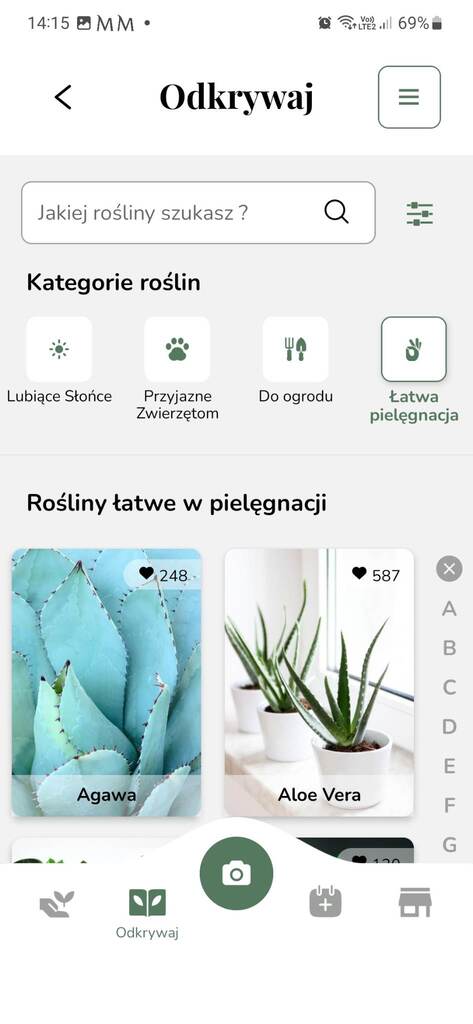 14:15 MM
Vo)) LTE2 69%
Odkrywaj
Jakiej rośliny szukasz ?
Kategorie roślin
Lubiące Słońce
Przyjazne
Zwierzętom
Do ogrodu
Łatwa
pielęgnacja
Rośliny łatwe w pielęgnacji
248
587
Agawa
Aloe Vera
A
B
C
D
E
F
G
Odkrywaj